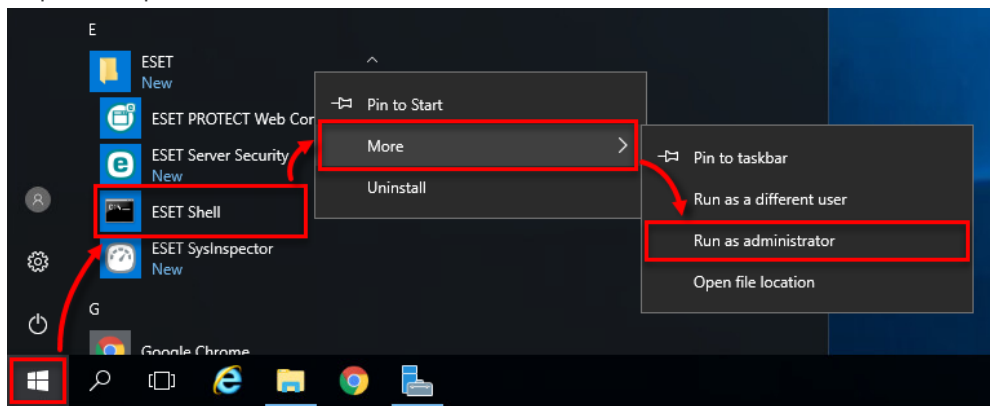 E
ESET
New
ESET PROTECT Web Con
ESET Server Security
New
ESET Shell
ESET SysInspector
New
G
Google Chrome
Pin to Start
More
Uninstall
Pin to taskbar
Run as a different user
Run as administrator
Open file location